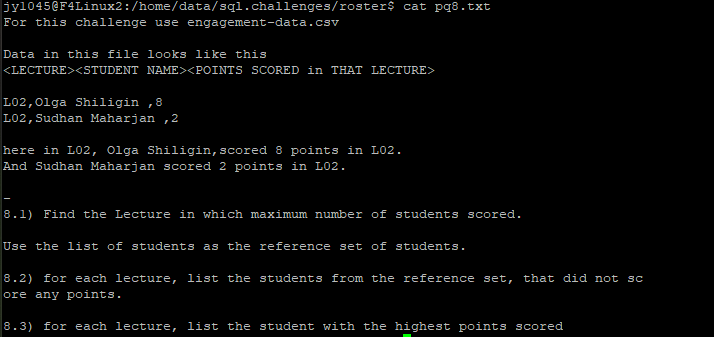 jyl045@F4Linux2:/home/data/sql.challenges/roster$ cat pq8.txt
For this challenge use engagement-data.csv
Data in this file looks like this
<LECTURE><STUDENT NAME><POINTS SCORED in THAT LECTURE>
L02,Olga Shiligin ,8
L02,Sudhan Maharjan ,2
here in L02, Olga Shiligin,scored 8 points in L02.
And Sudhan Maharjan scored 2 points in L02.
–
8.1) Find the Lecture in which maximum number of students scored.
Use the list of students as the reference set of students.
8.2) for each lecture, list the students from the reference set, that did not sc
ore any points.
8.3) for each lecture, list the student with the highest points scored